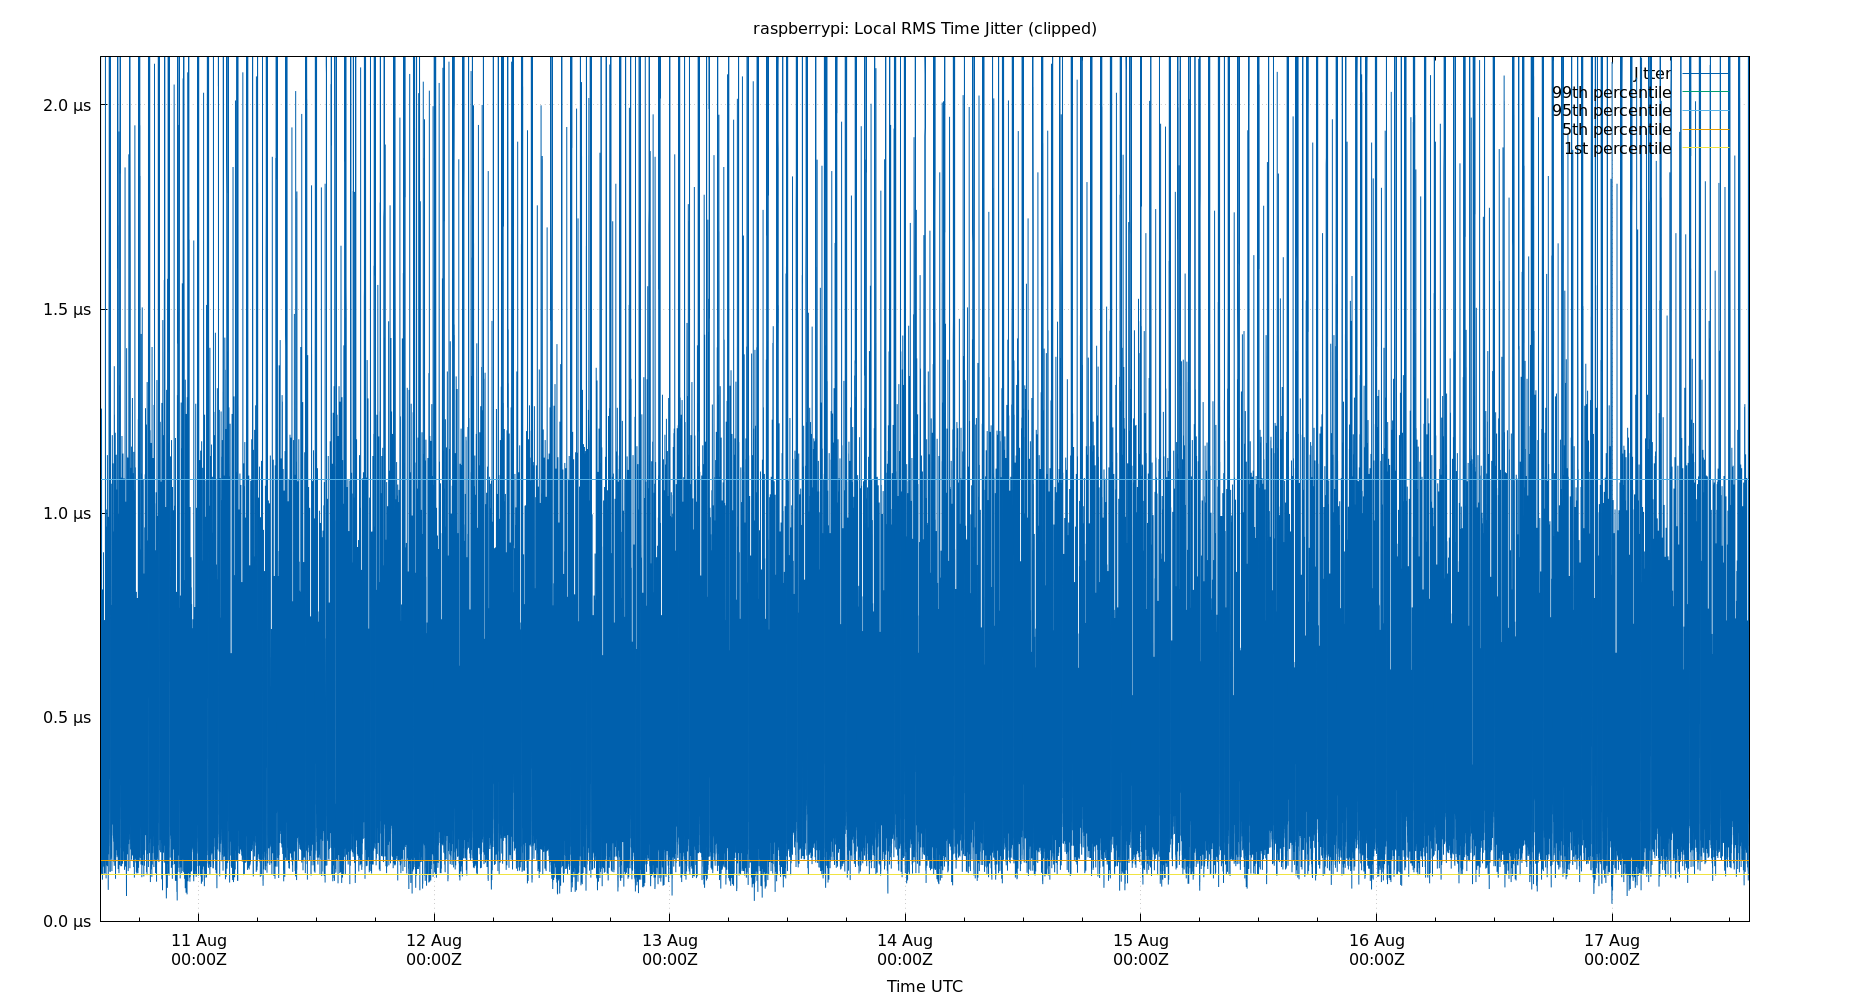 raspberrypi: Local RMS Time Jitter (clipped)
2.0 µs
1.5 µs
1.0 µs
0.5 µs
0.0 µs
Jitter
99th percentile
95th percentile
5th percentile
1st percentile
11 Aug
00:00Z
12 Aug
00:00Z
13 Aug
00:00Z
14 Aug
00:00Z
15 Aug
00:00Z
16 Aug
00:00Z
17 Aug
00:00Z
Time UTC